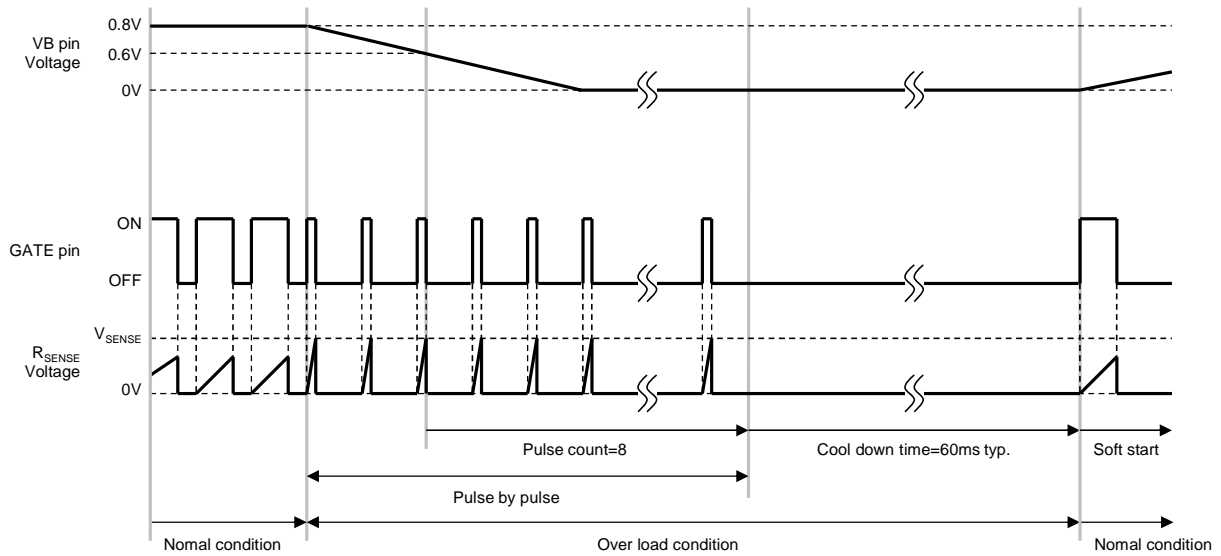 0.8V
VB pin
Voltage
0.6V
0V
ON
GATE pin
OFF
VSENSE
RSENSE
Voltage
0V
Pulse count=8
Cool down time=60ms typ.
Soft start
Pulse by pulse
Nomal condition
Over load condition
Nomal condition